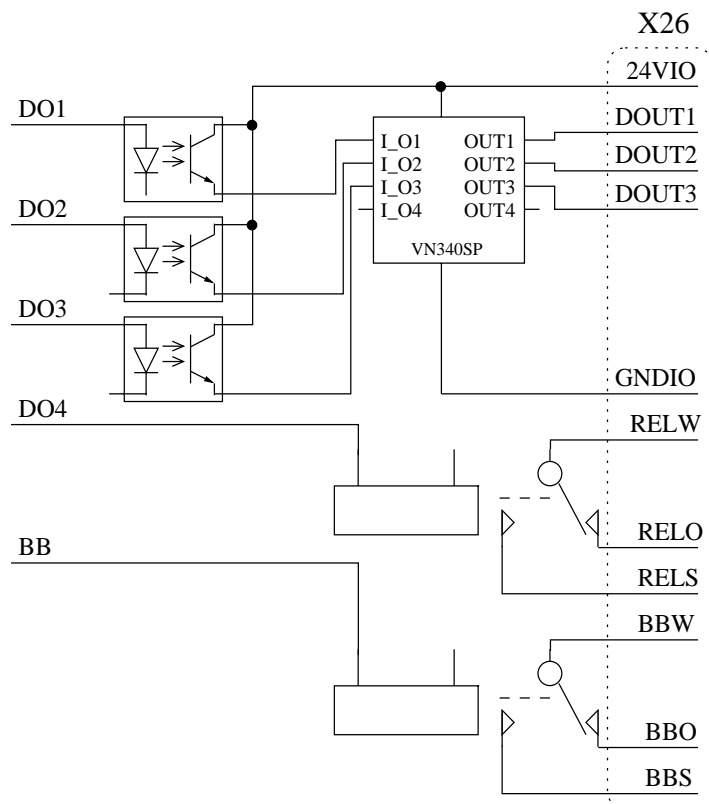 X26
24VIO
DO1
DOUT1
I_O1 OUT1
DOUT2
I_O2 OUT2
DO2
I_O3 OUT3
DOUT3
I_O4 OUT4
VN340SP
DO3
GNDIO
DO4
RELW
RELO
BB
RELS
BBW
BBO
BBS